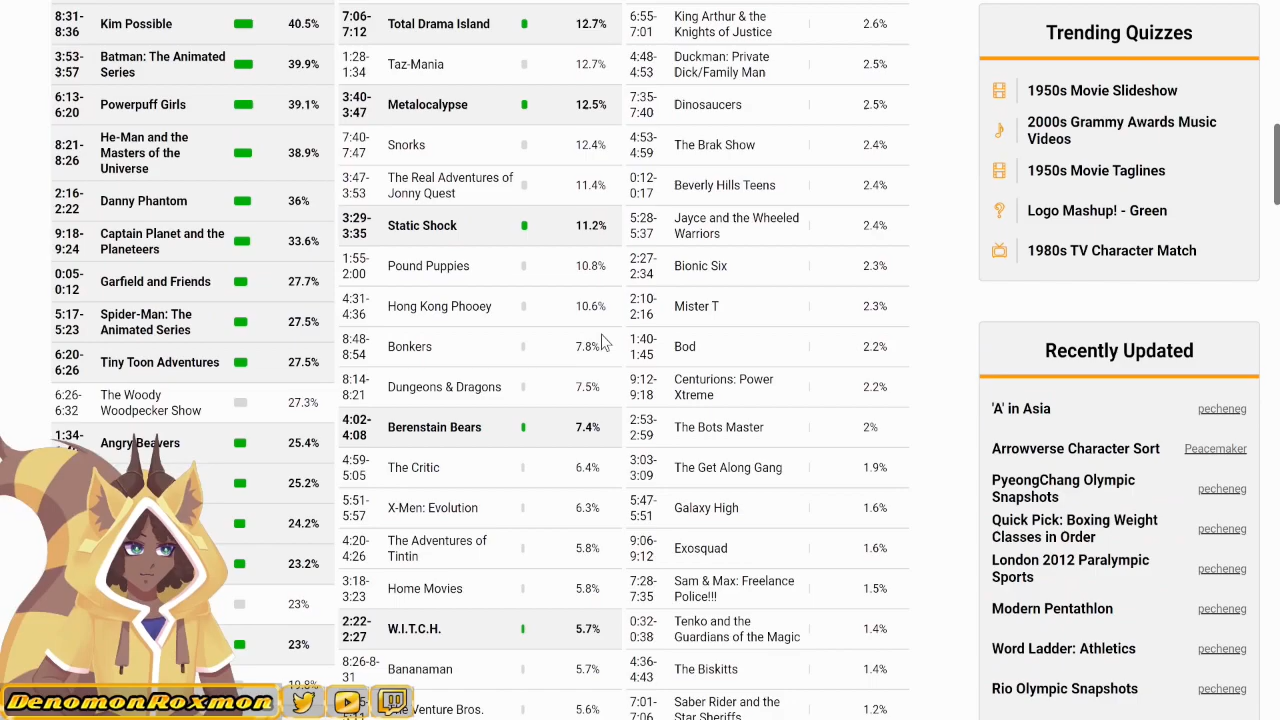 8:31-
8:36
Kim Possible
40.5%
3:53-
3:57
Batman: The Animated
Series
39.9%
6:13-
6:20
Powerpuff Girls
39.1%
8:21-
8:26
He-Man and the
Masters of the
Universe
38.9%
2:16-
2:22
Danny Phantom
36%
9:18-
9:24
Captain Planet and the
Planeteers
33.6%
0:05-
0:12
Garfield and Friends
27.7%
5:17-
5:23
Spider-Man: The
Animated Series
27.5%
6:20-
6:26
Tiny Toon Adventures
27.5%
6:26-
6:32
The Woody
Woodpecker Show
27.3%
1:34-
Angry Beavers
25.4%
25.2%
24.2%
23.2%
23%
23%
19.8%
7:06-
7:12
Total Drama Island
12.7%
1:28-
1:34
Taz-Mania
12.7%
3:40-
3:47
Metalocalypse
12.5%
7:40-
7:47
Snorks
12.4%
3:47-
3:53
The Real Adventures of
Jonny Quest
11.4%
3:29-
3:35
Static Shock
11.2%
1:55-
2:00
Pound Puppies
10.8%
4:31-
4:36
Hong Kong Phooey
10.6%
8:48-
8:54
Bonkers
7.8%
8:14-
8:21
Dungeons & Dragons
7.5%
4:02-
4:08
Berenstain Bears
7.4%
4:59-
5:05
The Critic
6.4%
5:51-
5:57
X-Men: Evolution
6.3%
4:20-
4:26
The Adventures of
Tintin
5.8%
3:18-
3:23
Home Movies
5.8%
2:22-
2:27
W.I.T.C.H.
5.7%
8:26-8-
31
Bananaman
5.7%
Venture Bros.
5.6%
6:55-
7:01
King Arthur & the
Knights of Justice
2.6%
4:48-
4:53
Duckman: Private
Dick/Family Man
2.5%
7:35-
7:40
Dinosaucers
2.5%
4:53-
4:59
The Brak Show
2.4%
0:12-
0:17
Beverly Hills Teens
2.4%
5:28-
5:37
Jayce and the Wheeled
Warriors
2.4%
2:27-
2:34
Bionic Six
2.3%
2:10-
2:16
Mister T
2.3%
1:40-
1:45
Bod
2.2%
9:12-
9:18
Centurions: Power
Xtreme
2.2%
2:53-
2:59
The Bots Master
2%
3:03-
3:09
The Get Along Gang
1.9%
5:47-
5:51
Galaxy High
1.6%
9:06-
9:12
Exosquad
1.6%
7:28-
7:35
Sam & Max: Freelance
Police!!!
1.5%
0:32-
0:38
Tenko and the
Guardians of the Magic
1.4%
4:36-
4:43
The Biskitts
1.4%
7:01-
7:06
Saber Rider and the
Star Sheriffs
1.2%
Trending Quizzes
1950s Movie Slideshow
2000s Grammy Awards Music
Videos
1950s Movie Taglines
Logo Mashup! - Green
1980s TV Character Match
Recently Updated
'A' in Asia
pecheneg
Arrowverse Character Sort
Peacemaker
PyeongChang Olympic
Snapshots
pecheneg
Quick Pick: Boxing Weight
Classes in Order
pecheneg
London 2012 Paralympic
Sports
pecheneg
Modern Pentathlon
pecheneg
Word Ladder: Athletics
pecheneg
Rio Olympic Snapshots
pecheneg
DenomonRoxmon